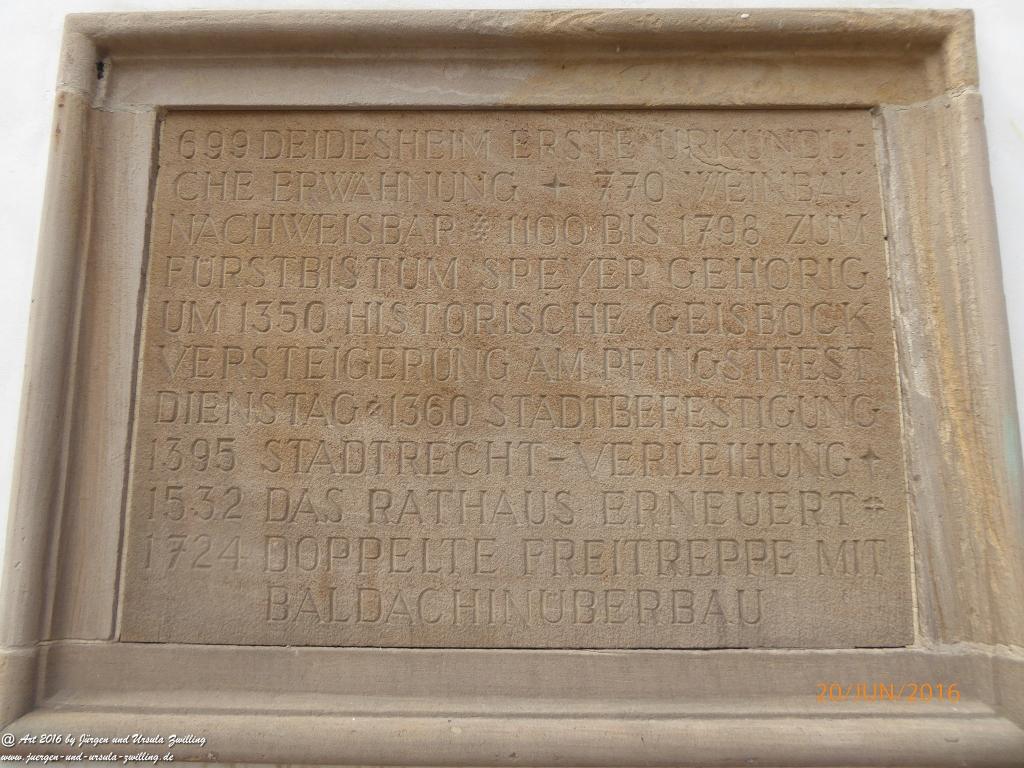 699 DEIDESHEIM ERSTE URKUNDLI-
CHE ERWÄHNUNG + 770 WEINBAU
NACHWEISBAR * 1100 BIS 1798 ZUM
FÜRSTBISTUM SPEYER GEHÖRIG
UM 1350 HISTORISCHE GEISBOCK
VERSTEIGERUNG AM PFINGSTFEST
DIENSTAG * 1360 STADTBEFESTIGUNG
1395 STADTRECHT-VERLEIHUNG +
1532 DAS RATHAUS ERNEUERT +
1724 DOPPELTE FREITREPPE MIT
BALDACHINÜBERBAU
20/JUN/2016
@ Art 2016 by Jürgen und Ursula Zwilling
www.juergen-und-ursula-zwilling.de